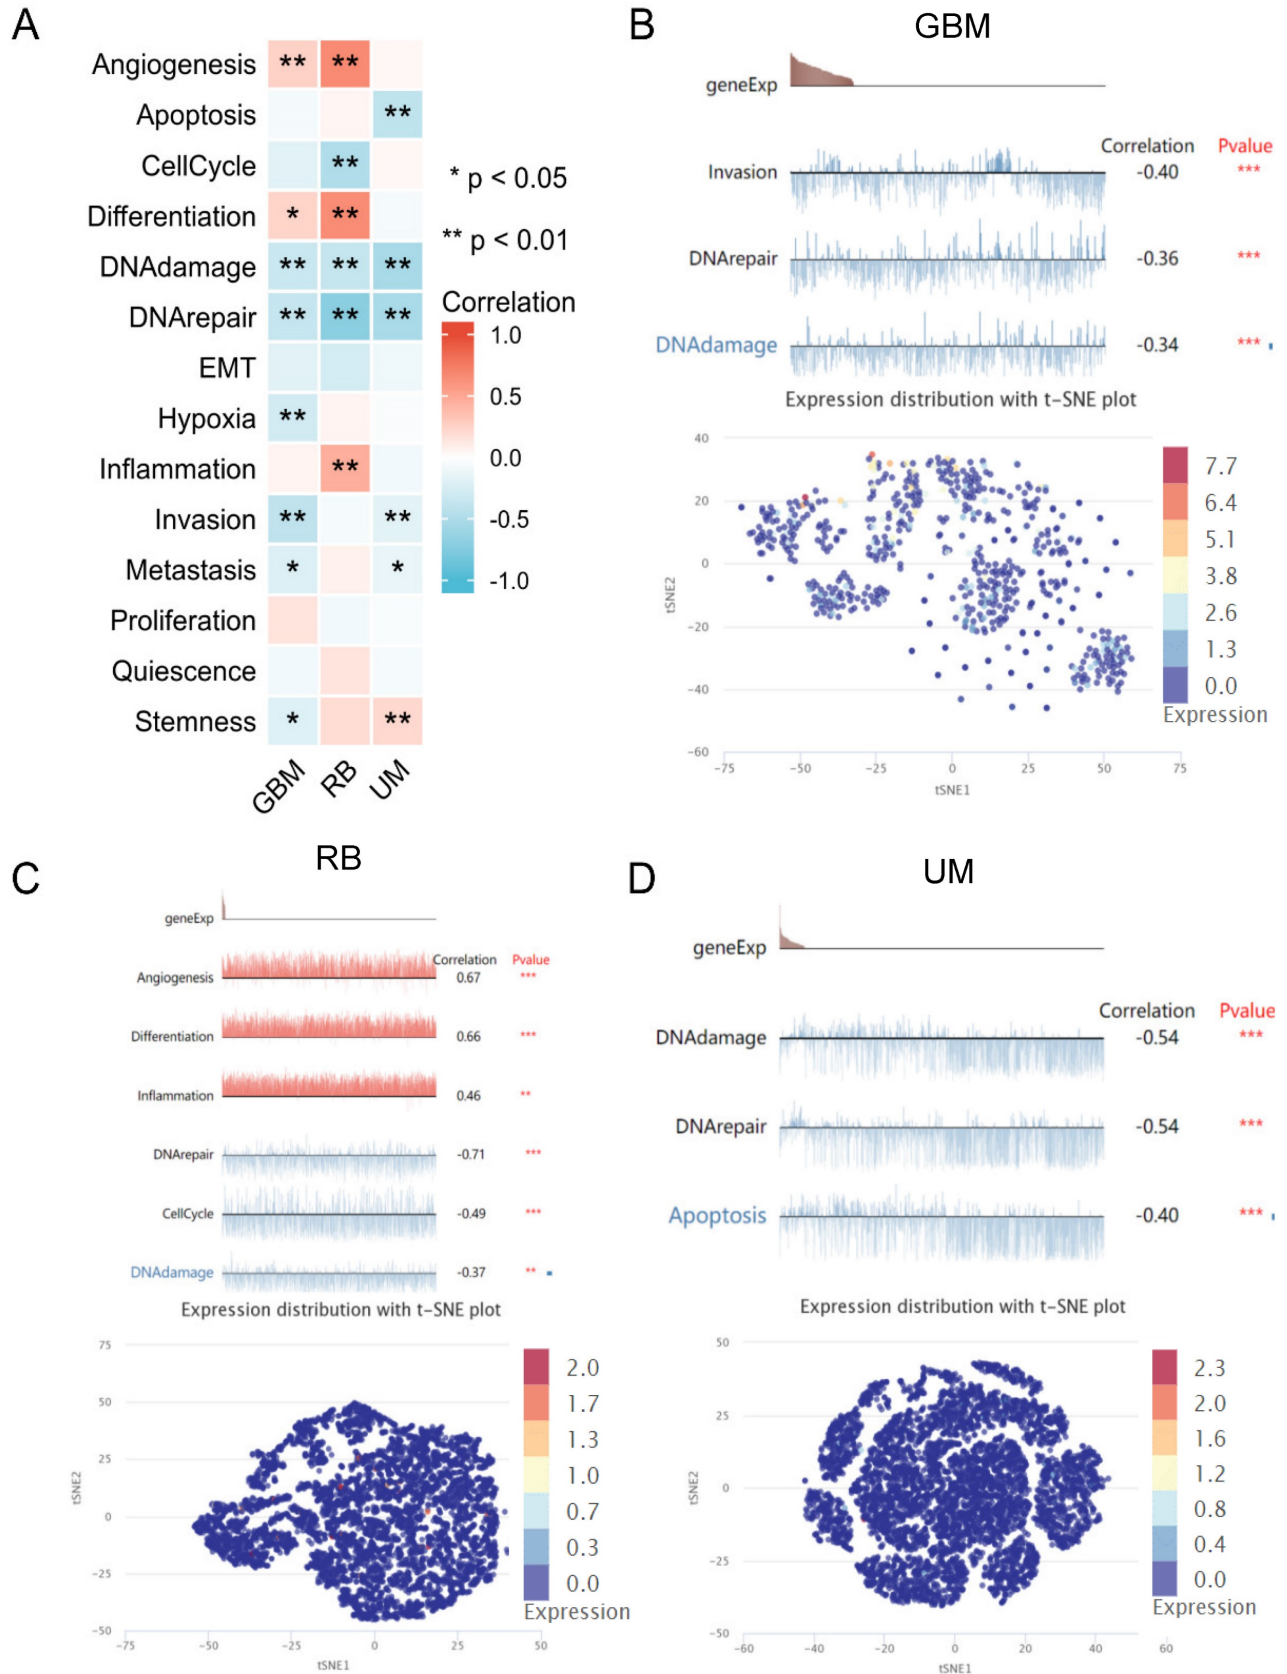 A
Angiogenesis ** **
Apoptosis **
CellCycle **
Differentiation * **
DNAdamage ** ** **
DNArepair ** ** **
EMT
Hypoxia **
Inflammation **
Invasion ** **
Metastasis * *
Proliferation
Quiescence
Stemness * **
GBM RB UM
* p < 0.05
** p < 0.01
Correlation
1.0
0.5
0.0
-0.5
-1.0
B
GBM
geneExp
Correlation Pvalue
Invasion -0.40 ***
DNArepair -0.36 ***
DNAdamage -0.34 ***
Expression distribution with t-SNE plot
40
20
0
-20
-40
-60
tSNE2
-75 -50 -25 0 25 50 75
tSNE1
7.7
6.4
5.1
3.8
2.6
1.3
0.0
Expression
C
RB
geneExp
Correlation Pvalue
Angiogenesis 0.67 ***
Differentiation 0.66 ***
Inflammation 0.46 **
DNArepair -0.71 ***
CellCycle -0.49 ***
DNAdamage -0.37 **
Expression distribution with t-SNE plot
75
50
25
0
-25
-50
tSNE2
-75 -50 -25 0 25 50
tSNE1
2.0
1.7
1.3
1.0
0.7
0.3
0.0
Expression
D
UM
geneExp
Correlation Pvalue
DNAdamage -0.54 ***
DNArepair -0.54 ***
Apoptosis -0.40 ***
Expression distribution with t-SNE plot
50
25
0
-25
-50
tSNE2
-60 -40 -20 0 20 40 60
tSNE1
2.3
2.0
1.6
1.2
0.8
0.4
0.0
Expression